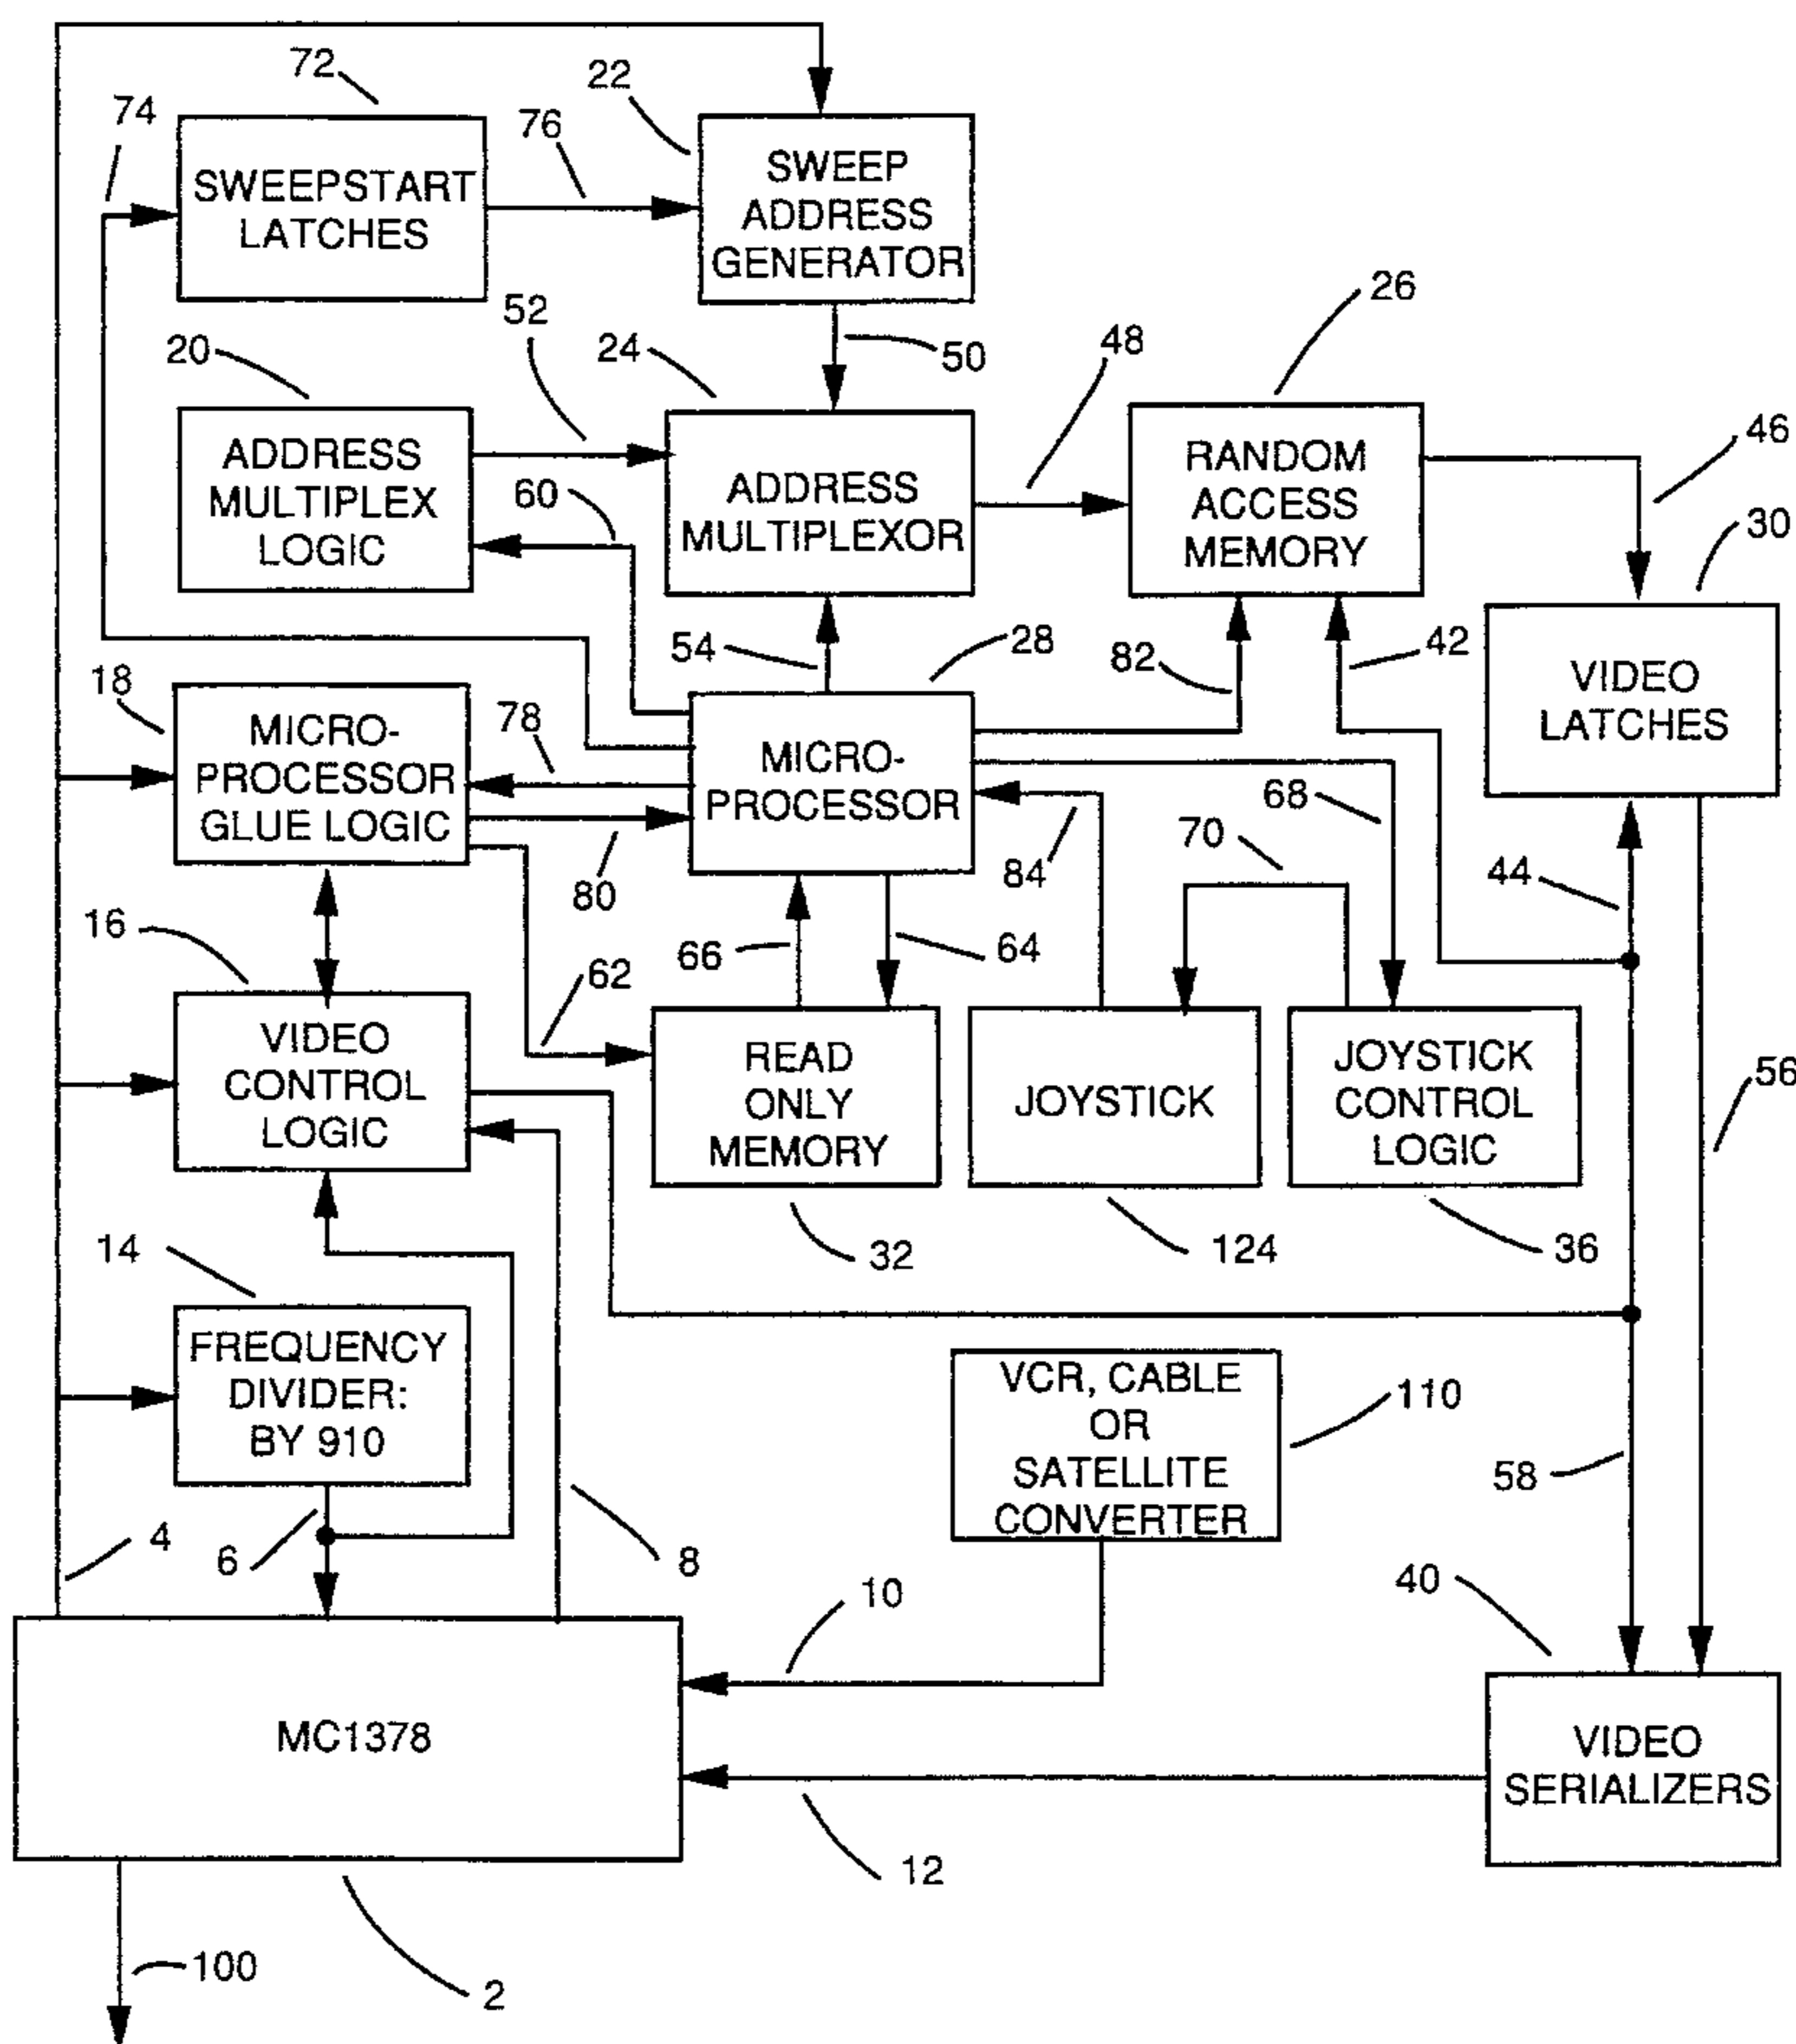 72
22
74
76
SWEEPSTART
LATCHES
SWEEP
ADDRESS
GENERATOR
52
26
20
24
50
48
ADDRESS
MULTIPLEX
LOGIC
60
ADDRESS
MULTIPLEXOR
RANDOM
ACCESS
MEMORY
46
30
54
28
82
42
VIDEO
LATCHES
18
MICRO-
PROCESSOR
GLUE LOGIC
78
80
MICRO-
PROCESSOR
68
84
70
44
16
66
64
62
VIDEO
CONTROL
LOGIC
READ
ONLY
MEMORY
JOYSTICK
JOYSTICK
CONTROL
LOGIC
56
14
32
124
36
FREQUENCY
DIVIDER:
BY 910
VCR, CABLE
OR
SATELLITE
CONVERTER
110
58
4
6
8
10
40
MC1378
VIDEO
SERIALIZERS
12
100
2